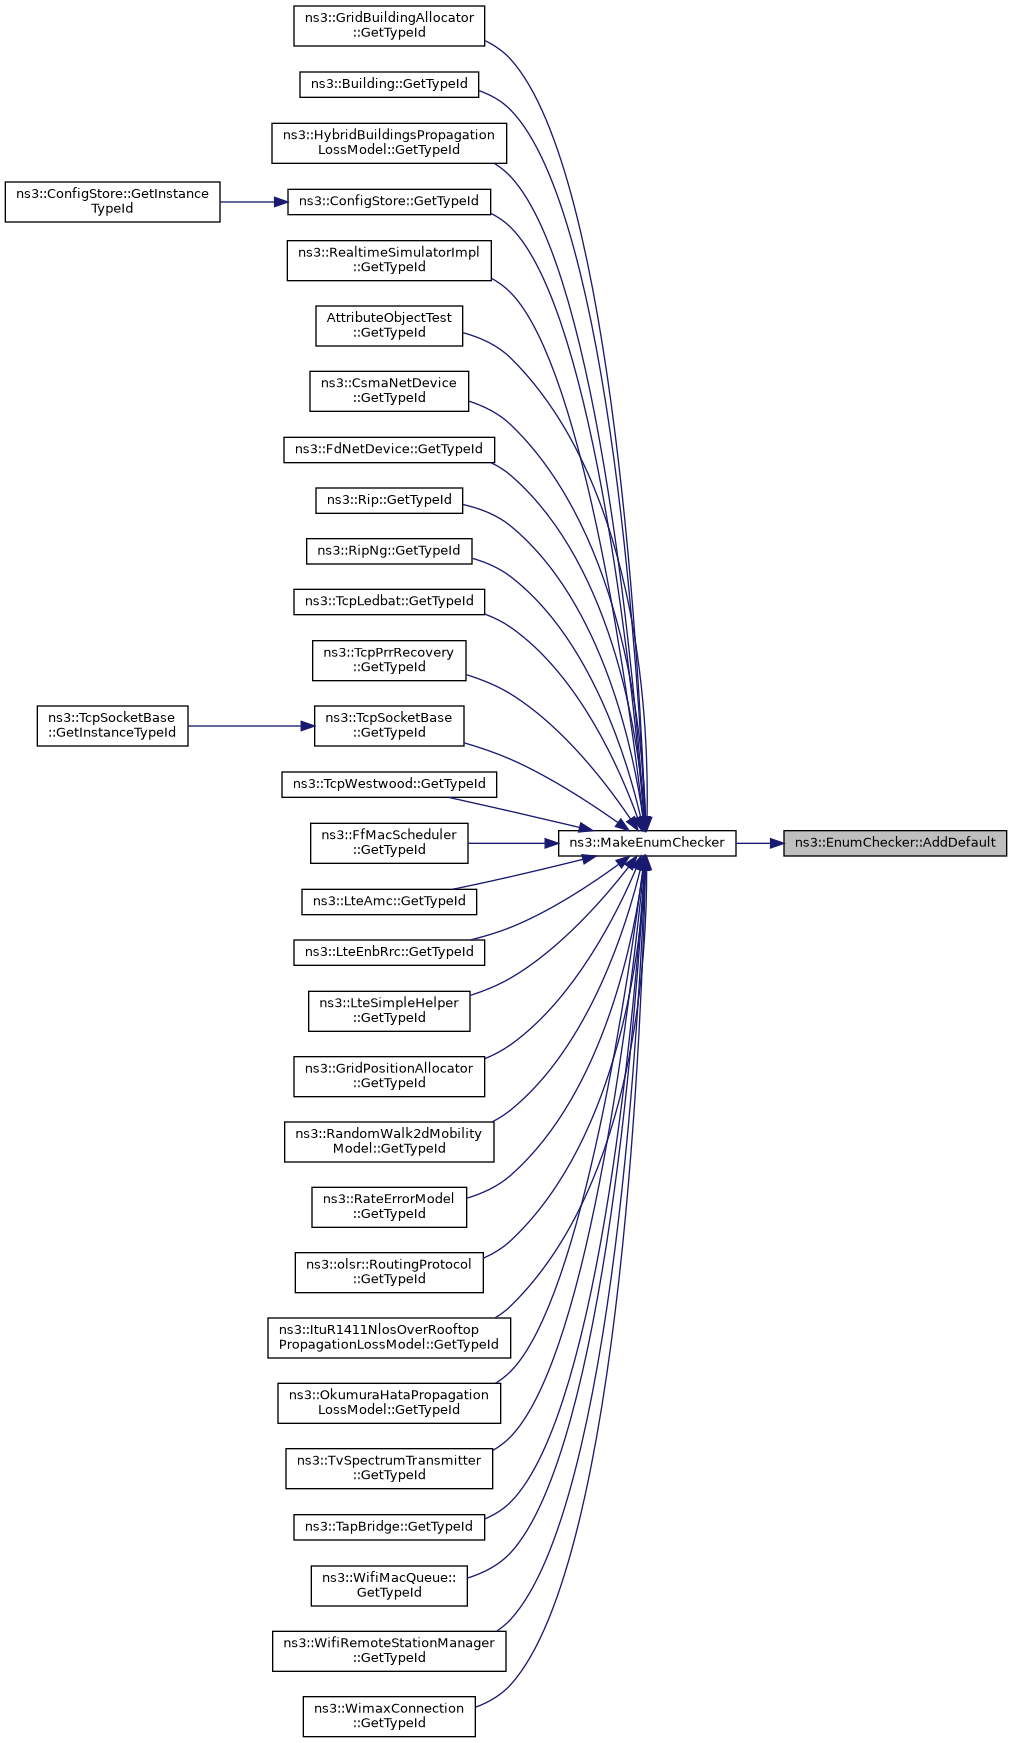 ns3::GridBuildingAllocator
::GetTypeId
ns3::Building::GetTypeId
ns3::HybridBuildingsPropagation
LossModel::GetTypeId
ns3::ConfigStore::GetInstance
TypeId
ns3::ConfigStore::GetTypeId
ns3::RealtimeSimulatorImpl
::GetTypeId
AttributeObjectTest
::GetTypeId
ns3::CsmaNetDevice
::GetTypeId
ns3::FdNetDevice::GetTypeId
ns3::Rip::GetTypeId
ns3::RipNg::GetTypeId
ns3::TcpLedbat::GetTypeId
ns3::TcpPrrRecovery
::GetTypeId
ns3::TcpSocketBase
::GetInstanceTypeId
ns3::TcpSocketBase
::GetTypeId
ns3::TcpWestwood::GetTypeId
ns3::FfMacScheduler
::GetTypeId
ns3::MakeEnumChecker
ns3::EnumChecker::AddDefault
ns3::LteAmc::GetTypeId
ns3::LteEnbRrc::GetTypeId
ns3::LteSimpleHelper
::GetTypeId
ns3::GridPositionAllocator
::GetTypeId
ns3::RandomWalk2dMobility
Model::GetTypeId
ns3::RateErrorModel
::GetTypeId
ns3::olsr::RoutingProtocol
::GetTypeId
ns3::ItuR1411NlosOverRooftop
PropagationLossModel::GetTypeId
ns3::OkumuraHataPropagation
LossModel::GetTypeId
ns3::TvSpectrumTransmitter
::GetTypeId
ns3::TapBridge::GetTypeId
ns3::WifiMacQueue::
GetTypeId
ns3::WifiRemoteStationManager
::GetTypeId
ns3::WimaxConnection
::GetTypeId